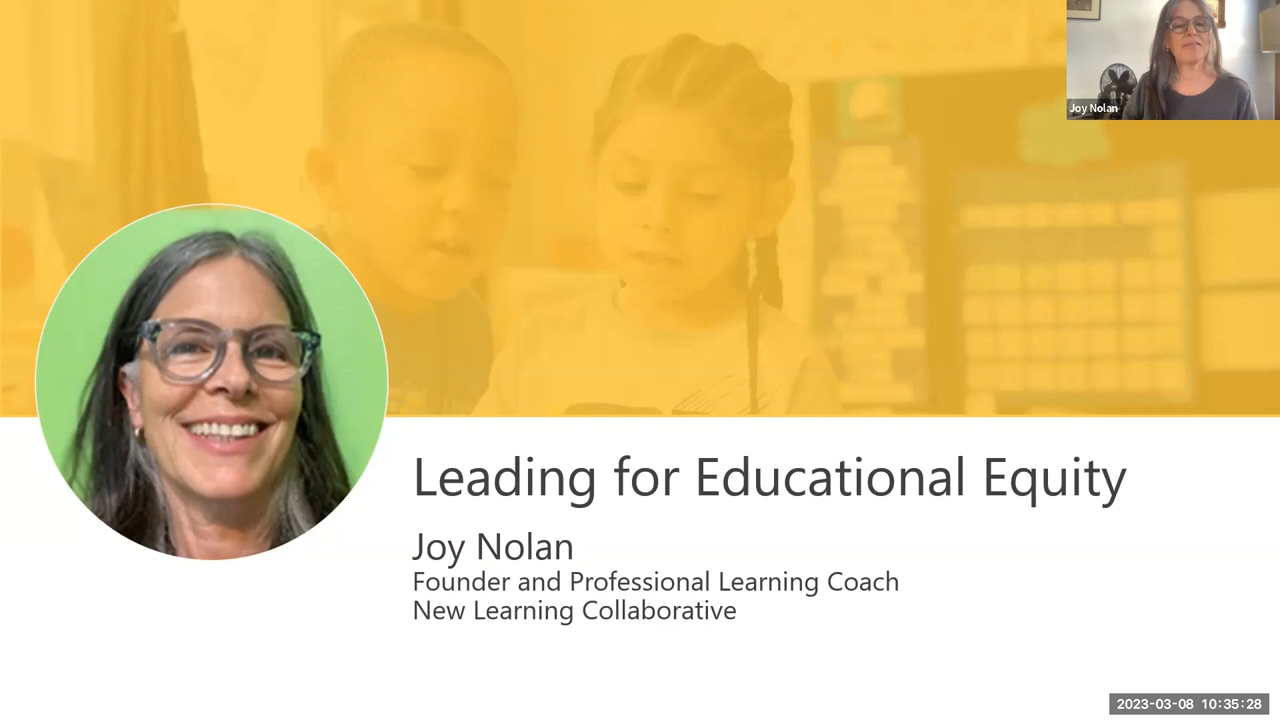 Joy Nolan
Leading for Educational Equity
Joy Nolan
Founder and Professional Learning Coach
New Learning Collaborative
2023-03-08 10:35:28